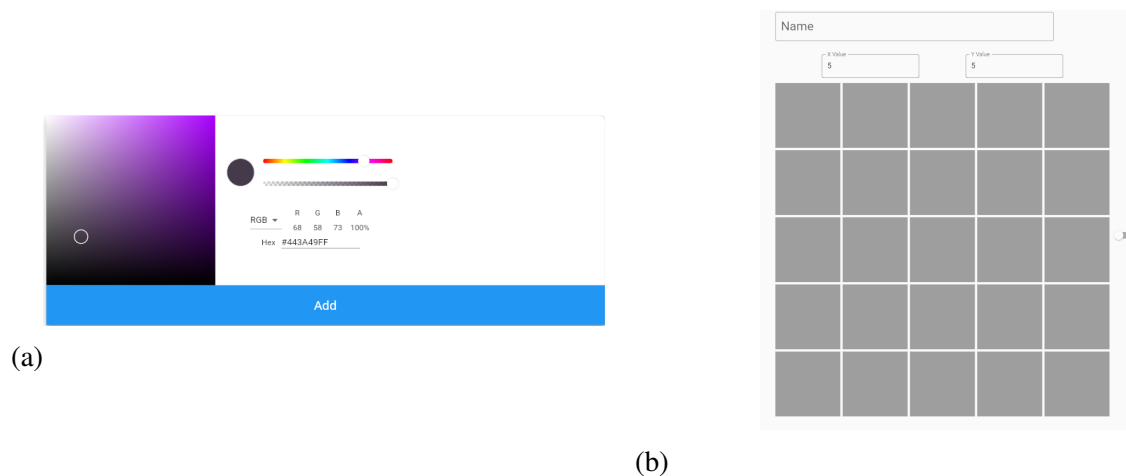 RGB
R G B A
68 58 73 100%
Hex #443A49FF
Add
(a)
Name
X Value
5
Y Value
5
(b)